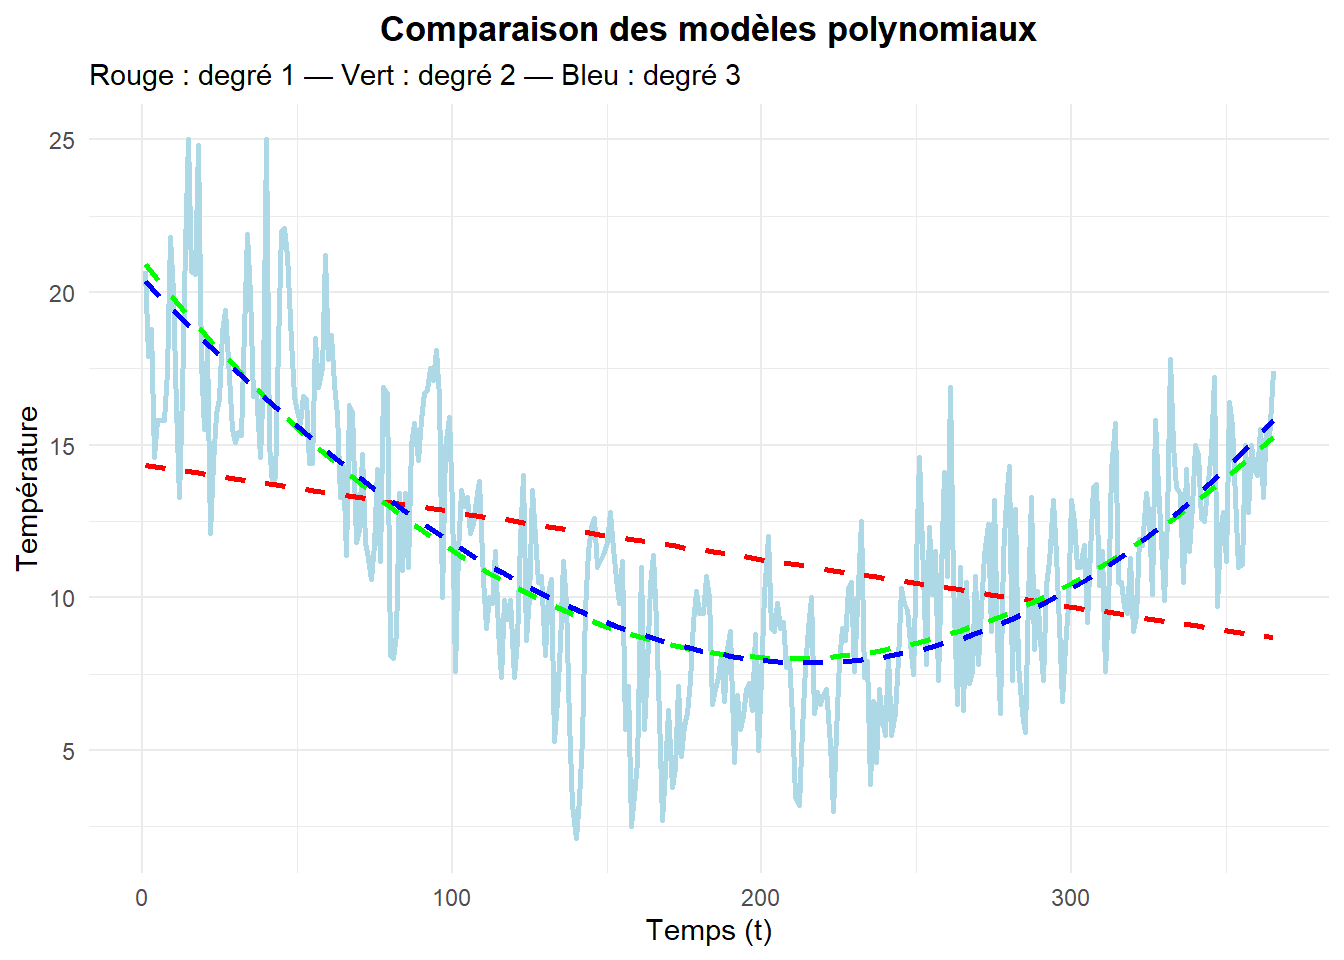 Comparaison des modèles polynomiaux
Rouge : degré 1 — Vert : degré 2 — Bleu : degré 3
25
20
15
10
5
Température
0
100
200
300
Temps (t)